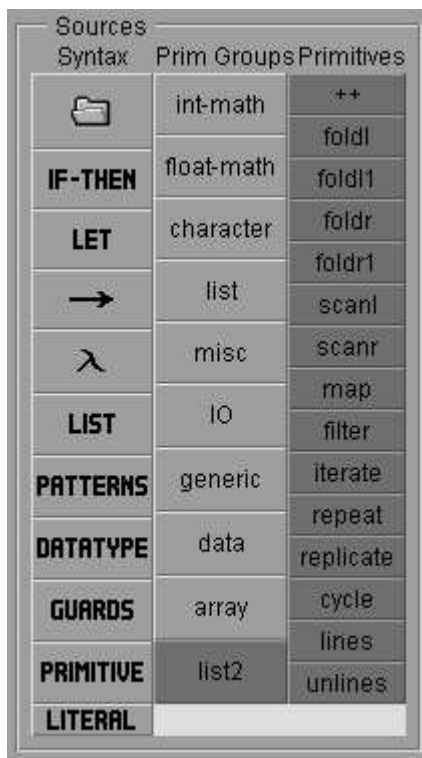 Sources
Syntax Prim Groups Primitives
int-math
float-math
character
list
misc
IO
generic
data
array
list2
IF-THEN
LET
→
λ
LIST
PATTERNS
DATATYPE
GUARDS
PRIMITIVE
LITERAL
++
foldl
foldl1
foldr
foldr1
scanl
scanr
map
filter
iterate
repeat
replicate
cycle
lines
unlines